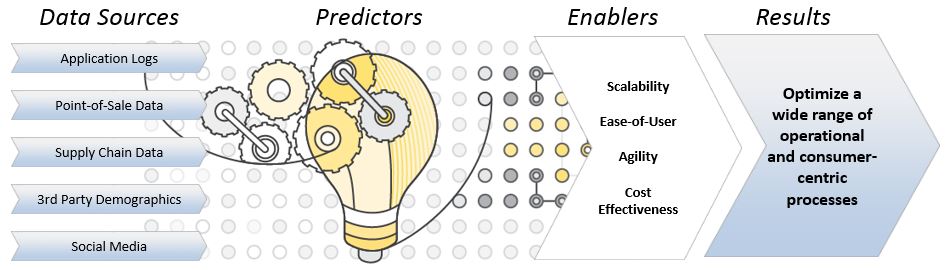 Data Sources
Predictors
Enablers
Results
Application Logs
Point-of-Sale Data
Supply Chain Data
3rd Party Demographics
Social Media
Scalability
Ease-of-User
Agility
Cost
Effectiveness
Optimize a
wide range of
operational
and consumer-
centric
processes